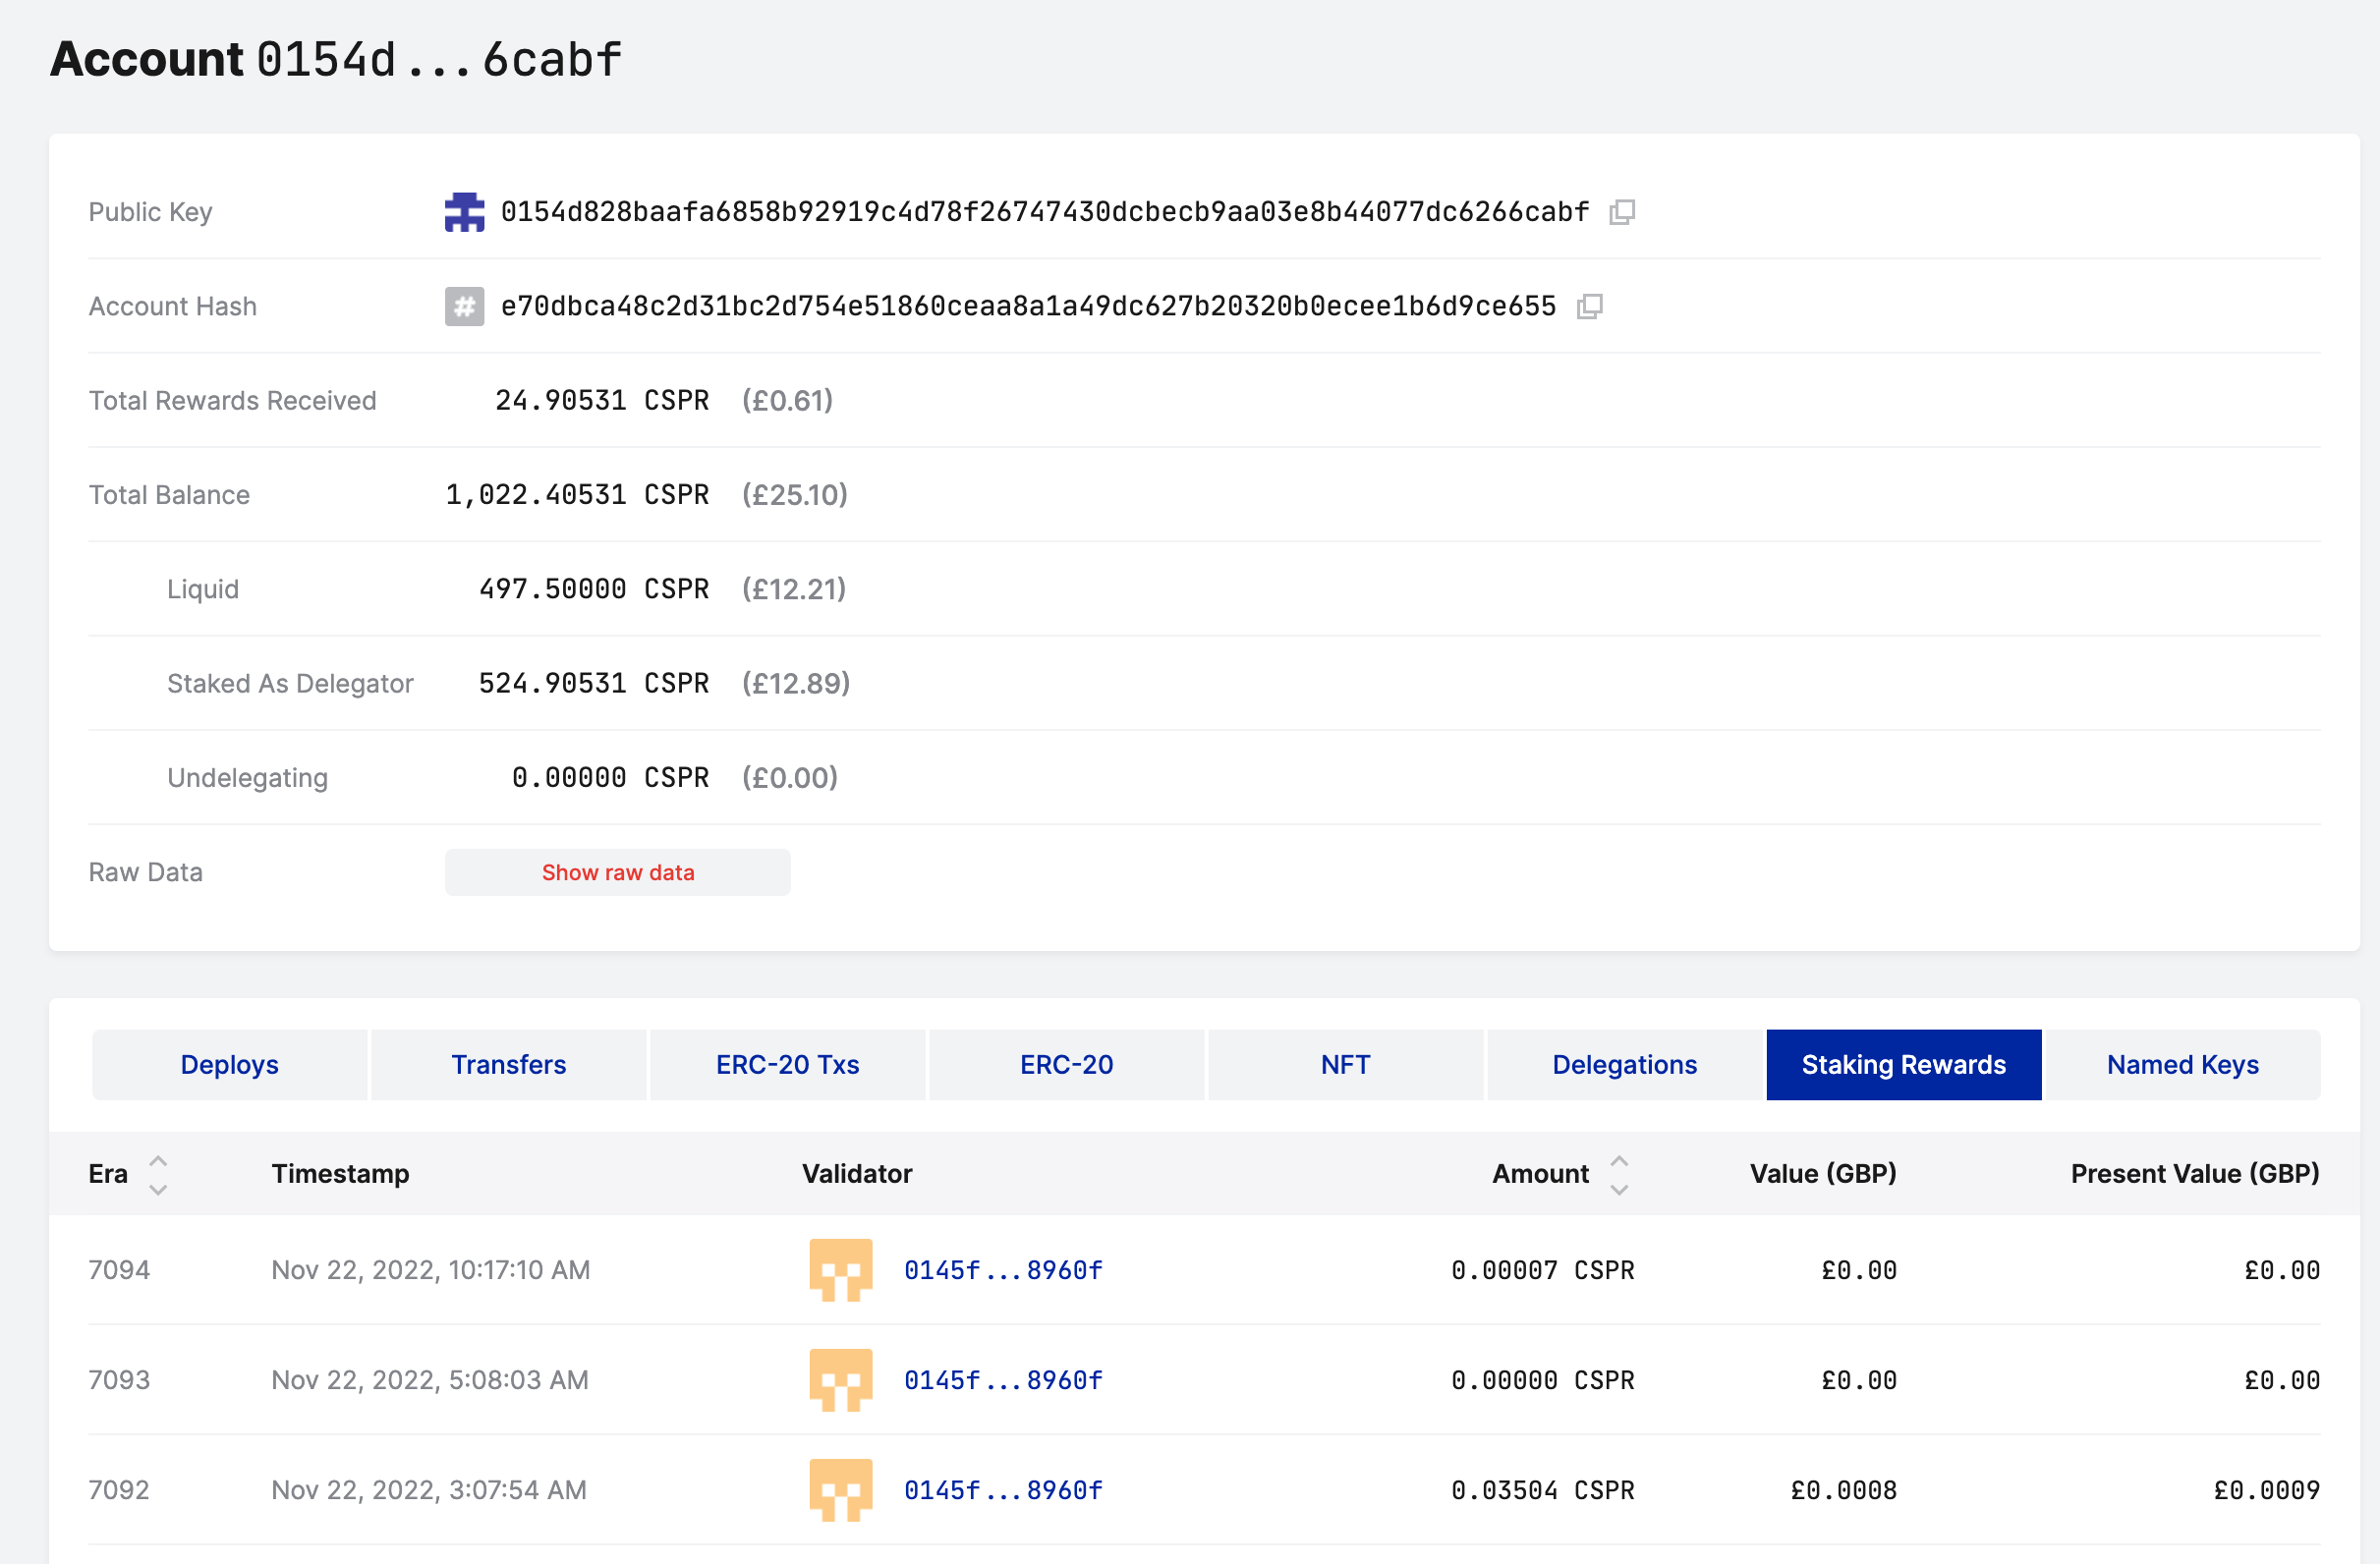 Account 0154d...6cabf
Public Key 0154d828baafa6858b92919c4d78f26747430dcbecb9aa03e8b44077dc6266cabf
Account Hash # e70dbca48c2d31bc2d754e51860ceaa8a1a49dc627b20320b0ecee1b6d9ce655
Total Rewards Received 24.90531 CSPR (£0.61)
Total Balance 1,022.40531 CSPR (£25.10)
Liquid 497.50000 CSPR (£12.21)
Staked As Delegator 524.90531 CSPR (£12.89)
Undelegating 0.00000 CSPR (£0.00)
Raw Data Show raw data
Deploys Transfers ERC-20 Txs ERC-20 NFT Delegations Staking Rewards Named Keys
Era Timestamp Validator Amount Value (GBP) Present Value (GBP)
7094 Nov 22, 2022, 10:17:10 AM 0145f...8960f 0.00007 CSPR £0.00 £0.00
7093 Nov 22, 2022, 5:08:03 AM 0145f...8960f 0.00000 CSPR £0.00 £0.00
7092 Nov 22, 2022, 3:07:54 AM 0145f...8960f 0.03504 CSPR £0.0008 £0.0009